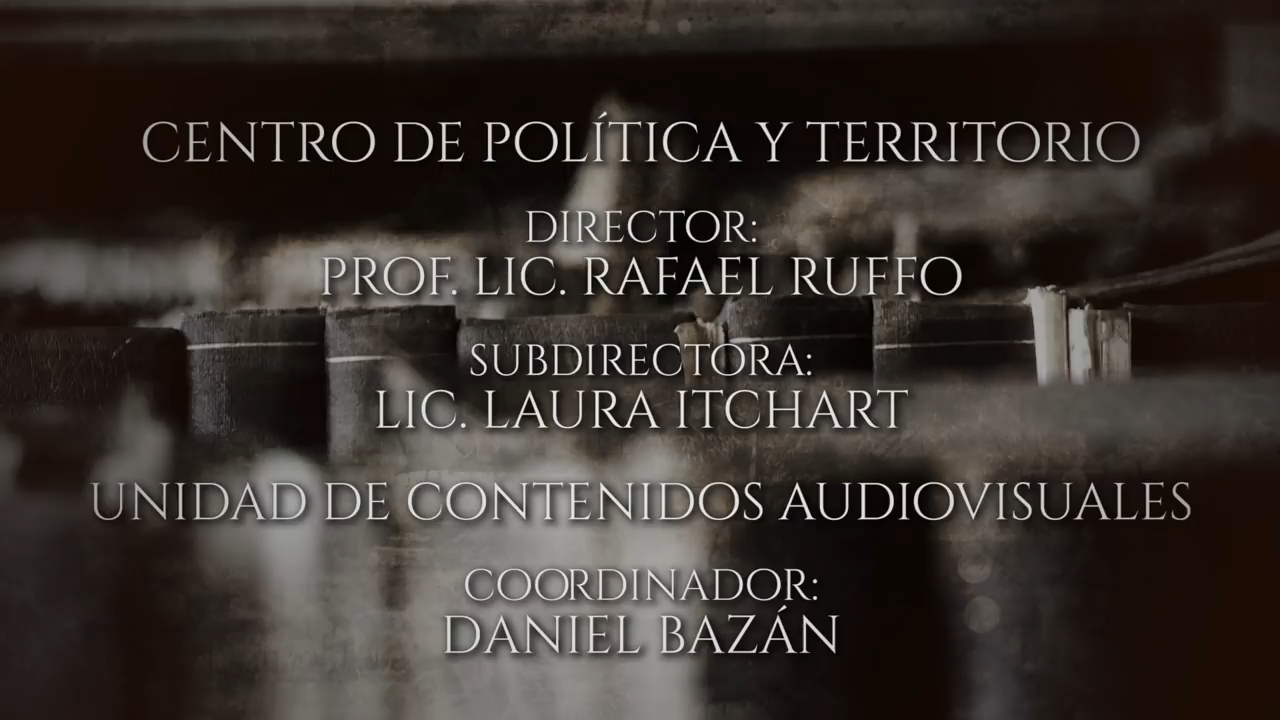 CENTRO DE POLÍTICA Y TERRITORIO
DIRECTOR:
PROF. LIC. RAFAEL RUFFO
SUBDIRECTORA:
LIC. LAURA ITCHART
UNIDAD DE CONTENIDOS AUDIOVISUALES
COORDINADOR:
DANIEL BAZÁN